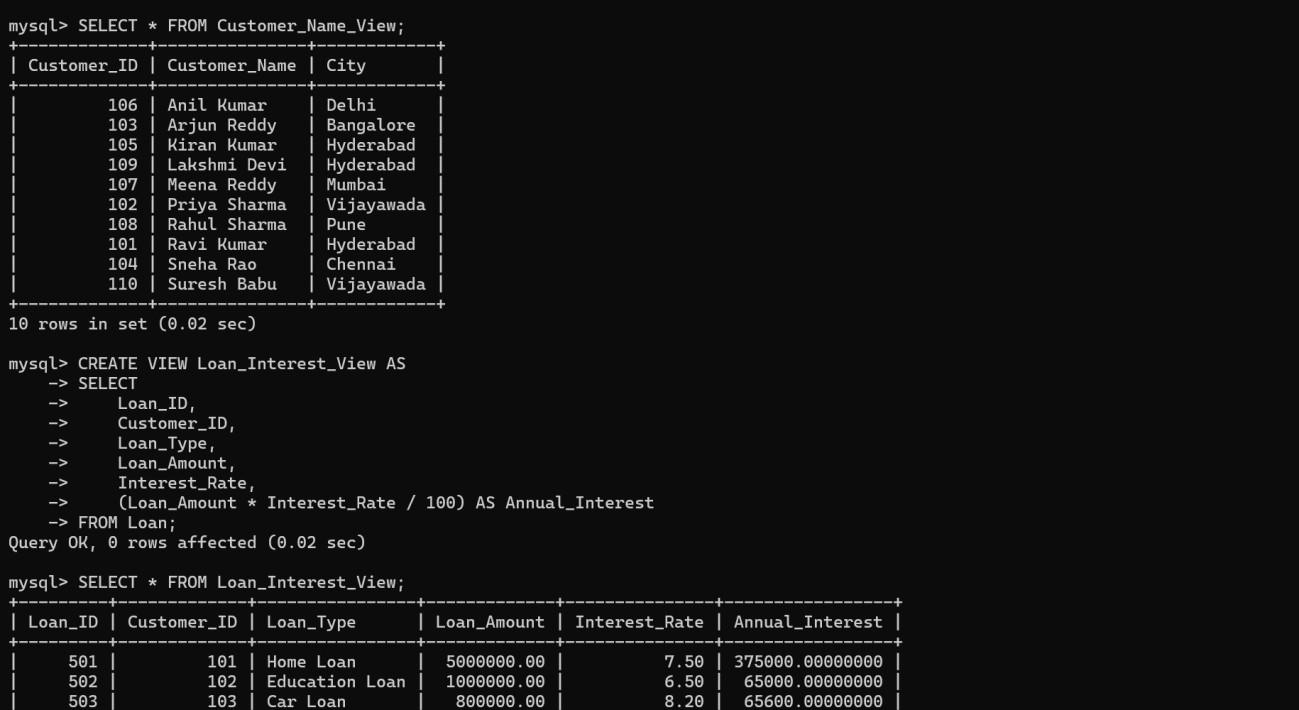 mysql> SELECT * FROM Customer_Name_View;
+-------------+---------------+------------+
| Customer_ID | Customer_Name | City       |
+-------------+---------------+------------+
|         106 | Anil Kumar    | Delhi      |
|         103 | Arjun Reddy   | Bangalore  |
|         105 | Kiran Kumar   | Hyderabad  |
|         109 | Lakshmi Devi  | Hyderabad  |
|         107 | Meena Reddy   | Mumbai     |
|         102 | Priya Sharma  | Vijayawada |
|         108 | Rahul Sharma  | Pune       |
|         101 | Ravi Kumar    | Hyderabad  |
|         104 | Sneha Rao     | Chennai    |
|         110 | Suresh Babu   | Vijayawada |
+-------------+---------------+------------+
10 rows in set (0.02 sec)
mysql> CREATE VIEW Loan_Interest_View AS
    -> SELECT
    ->     Loan_ID,
    ->     Customer_ID,
    ->     Loan_Type,
    ->     Loan_Amount,
    ->     Interest_Rate,
    ->     (Loan_Amount * Interest_Rate / 100) AS Annual_Interest
    -> FROM Loan;
Query OK, 0 rows affected (0.02 sec)
mysql> SELECT * FROM Loan_Interest_View;
+---------+-------------+----------------+-------------+---------------+-----------------+
| Loan_ID | Customer_ID | Loan_Type      | Loan_Amount | Interest_Rate | Annual_Interest |
+---------+-------------+----------------+-------------+---------------+-----------------+
|     501 |         101 | Home Loan      |  5000000.00 |          7.50 | 375000.00000000 |
|     502 |         102 | Education Loan |  1000000.00 |          6.50 |  65000.00000000 |
|     503 |         103 | Car Loan       |   800000.00 |          8.20 |  65600.00000000 |